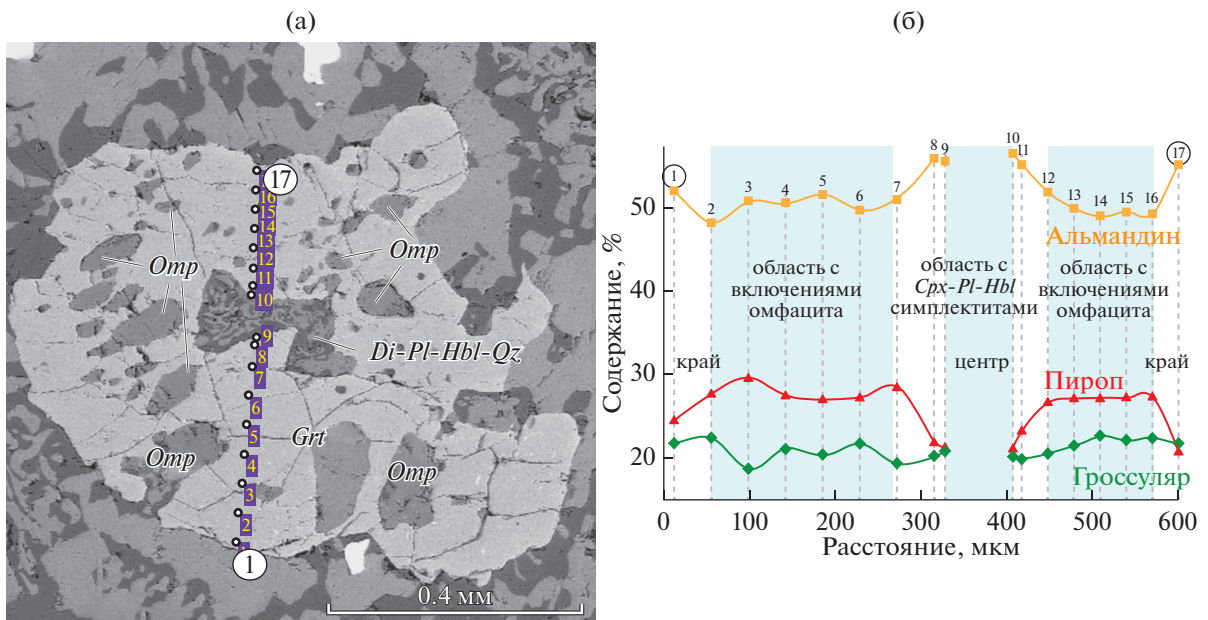 (а)
17
16
15
14
13
12
11
10
9
8
7
6
5
4
3
2
1
Omp
Omp
Di-Pl-Hbl-Qz
Grt
Omp
Omp
0.4 мм
(б)
Содержание, %
50
40
30
20
0 100 200 300 400 500 600
Расстояние, мкм
1 2 3 4 5 6 7 8 9 10 11 12 13 14 15 16 17
Альмандин
область с
включениями
омфацита
область с
Cpx-Pl-Hbl
симплектитами
область с
включениями
омфацита
край
центр
край
Пироп
Гроссуляр